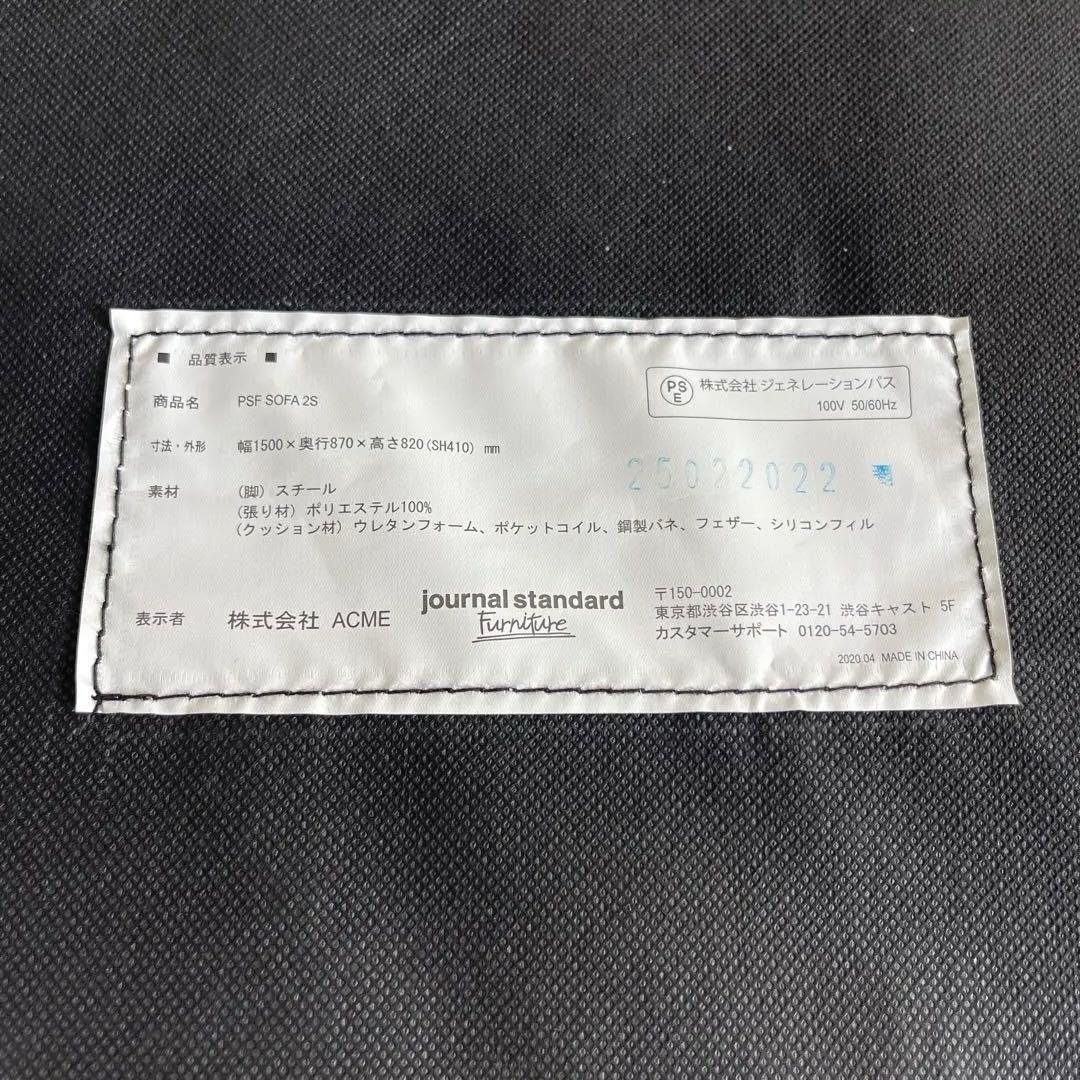 ■ 品質表示 ■
PSE 株式会社 ジェネレーションパス
100V 50/60Hz
商品名 PSF SOFA 2S
寸法・外形 幅1500×奥行870×高さ820(SH410) mm
25022022
素材 (脚) スチール
(張り材) ポリエステル100%
(クッション材) ウレタンフォーム、ポケットコイル、鋼製バネ、フェザー、シリコンフィル
表示者 株式会社 ACME
journal standard
Furniture
〒150-0002
東京都渋谷区渋谷1-23-21 渋谷キャスト 5F
カスタマーサポート 0120-54-5703
2020.04 MADE IN CHINA